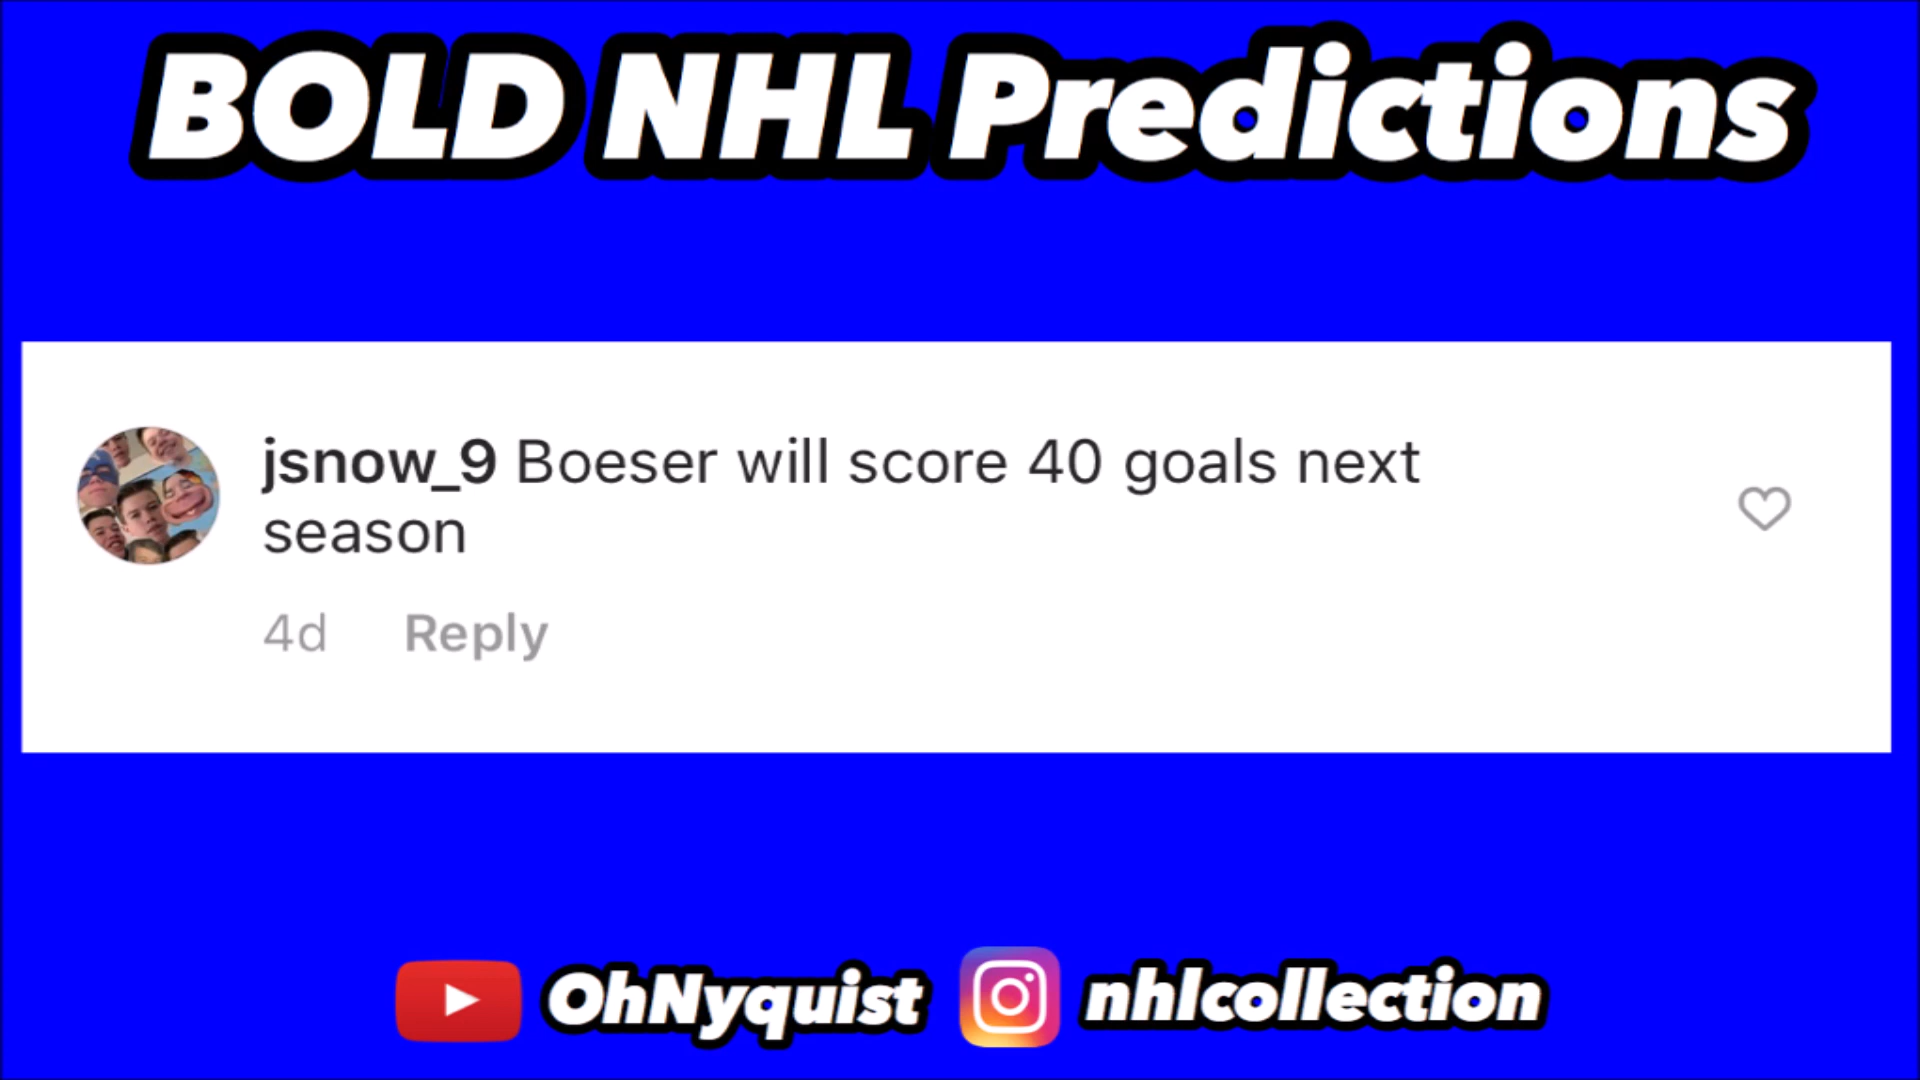 BOLD NHL Predictions
jsnow_9 Boeser will score 40 goals next
season
4d Reply
OhNyquist nhlcollection